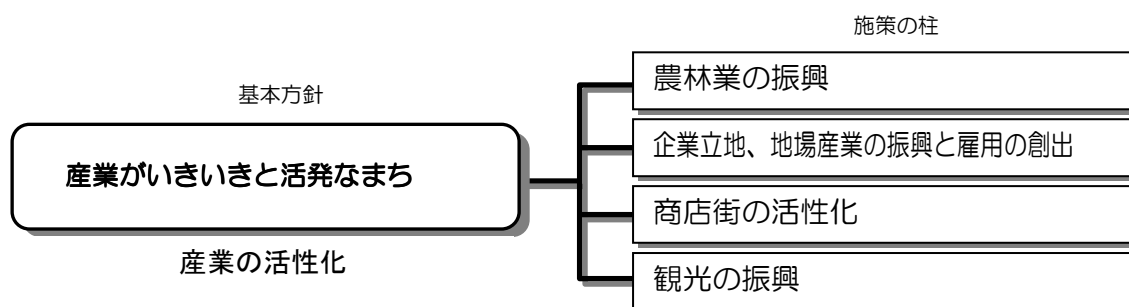 基本方針
産業がいきいきと活発なまち
産業の活性化
施策の柱
農林業の振興
企業立地、地場産業の振興と雇用の創出
商店街の活性化
観光の振興